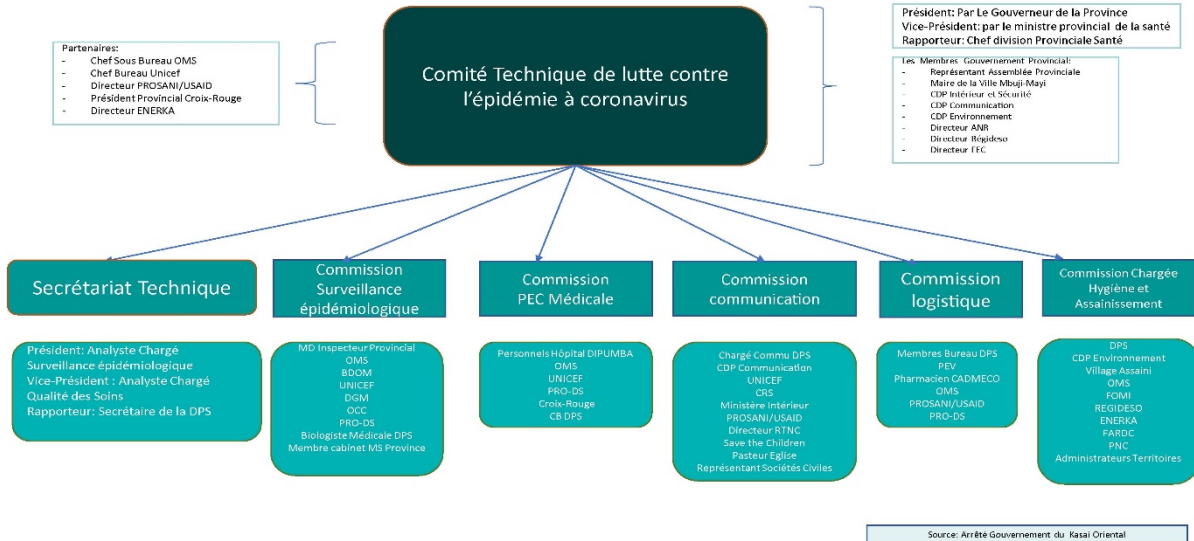 Partenaires:
- Chef Sous Bureau OMS
- Chef Bureau Unicef
- Directeur PROSANI/USAID
- Président Provincial Croix-Rouge
- Directeur ENERKA
Comité Technique de lutte contre
l'épidémie à coronavirus
Président: Par Le Gouverneur de la Province
Vice-Président: par le ministre provincial de la santé
Rapporteur: Chef division Provinciale Santé
Les Membres Gouvernement Provincial:
- Représentant Assemblée Provinciale
- Maire de la Ville Mbuji-Mayi
- CDP Intérieur et Sécurité
- CDP Communication
- CDP Environnement
- Directeur ANR
- Directeur Régideso
- Directeur FEC
Secrétariat Technique
Président: Analyste Chargé
Surveillance épidémiologique
Vice-Président : Analyste Chargé
Qualité des Soins
Rapporteur: Secrétaire de la DPS
Commission
Surveillance
épidémiologique
MD Inspecteur Provincial
OMS
BDOM
UNICEF
DGM
OCC
PRO-DS
Biologiste Médicale DPS
Membre cabinet MS Province
Commission
PEC Médicale
Personnels Hôpital DIPUMBA
OMS
UNICEF
PRO-DS
Croix-Rouge
CB DPS
Commission
communication
Chargé Commu DPS
CDP Communication
UNICEF
CRS
Ministère Intérieur
PROSANI/USAID
Directeur RTNC
Save the Children
Pasteur Eglise
Représentant Sociétés Civiles
Commission
logistique
Membres Bureau DPS
PEV
Pharmacien CADMECO
OMS
PROSANI/USAID
PRO-DS
Commission Chargée
Hygiène et
Assainissement
DPS
CDP Environnement
Village Assaini
OMS
FOMI
REGIDESO
ENERKA
FARDC
PNC
Administrateurs Territoires
Source: Arrêté Gouvernement du Kasai Oriental